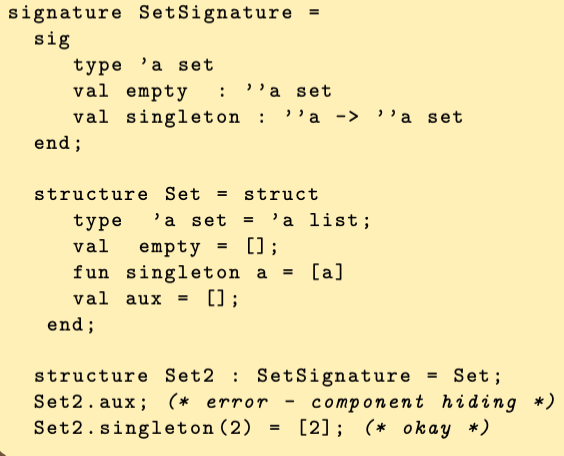 signature SetSignature =
sig
type ’a set
val empty : ’’a set
val singleton : ’’a -> ’’a set
end;
structure Set = struct
type ’a set = ’a list;
val empty = [];
fun singleton a = [a]
val aux = [];
end;
structure Set2 : SetSignature = Set;
Set2.aux; (* error - component hiding *)
Set2.singleton(2) = [2]; (* okay *)